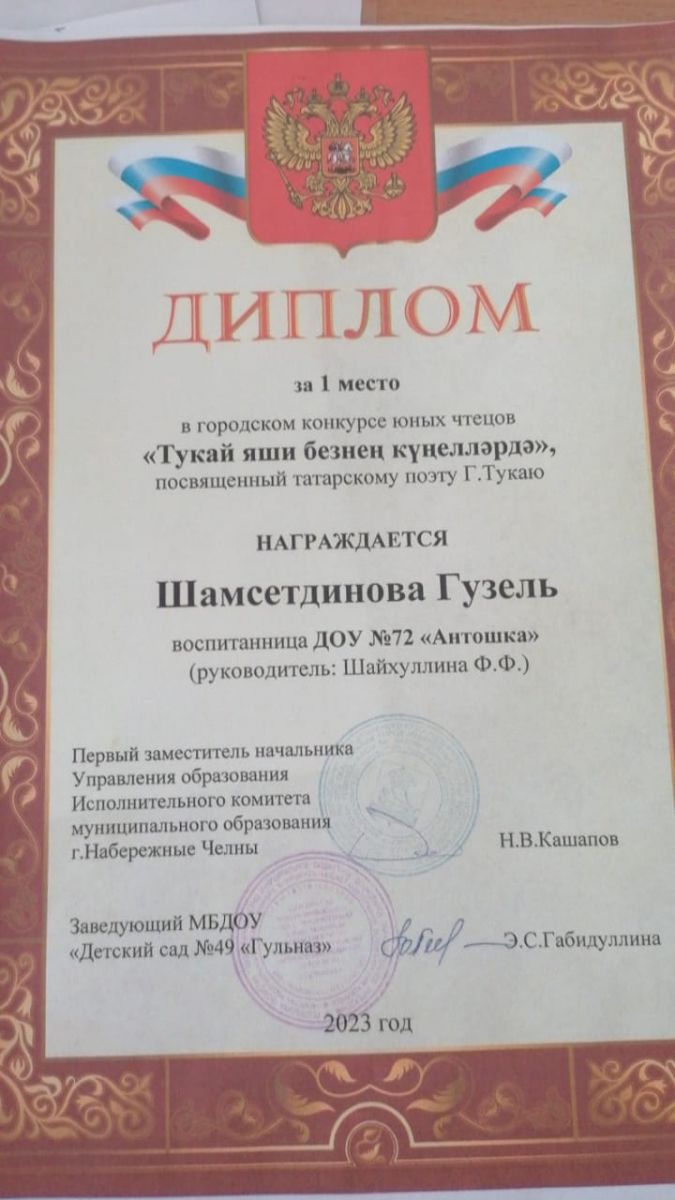 ДИПЛОМ
за 1 место
в городском конкурсе юных чтецов
«Тукай яши безнең күңелләрдә»,
посвященный татарскому поэту Г.Тукаю
НАГРАЖДАЕТСЯ
Шамсетдинова Гузель
воспитанница ДОУ №72 «Антошка»
(руководитель: Шайхуллина Ф.Ф.)
Первый заместитель начальника
Управления образования
Исполнительного комитета
муниципального образования
г.Набережные Челны
Н.В.Кашапов
Заведующий МБДОУ
«Детский сад №49 «Гульназ»
Э.С.Габидуллина
2023 год